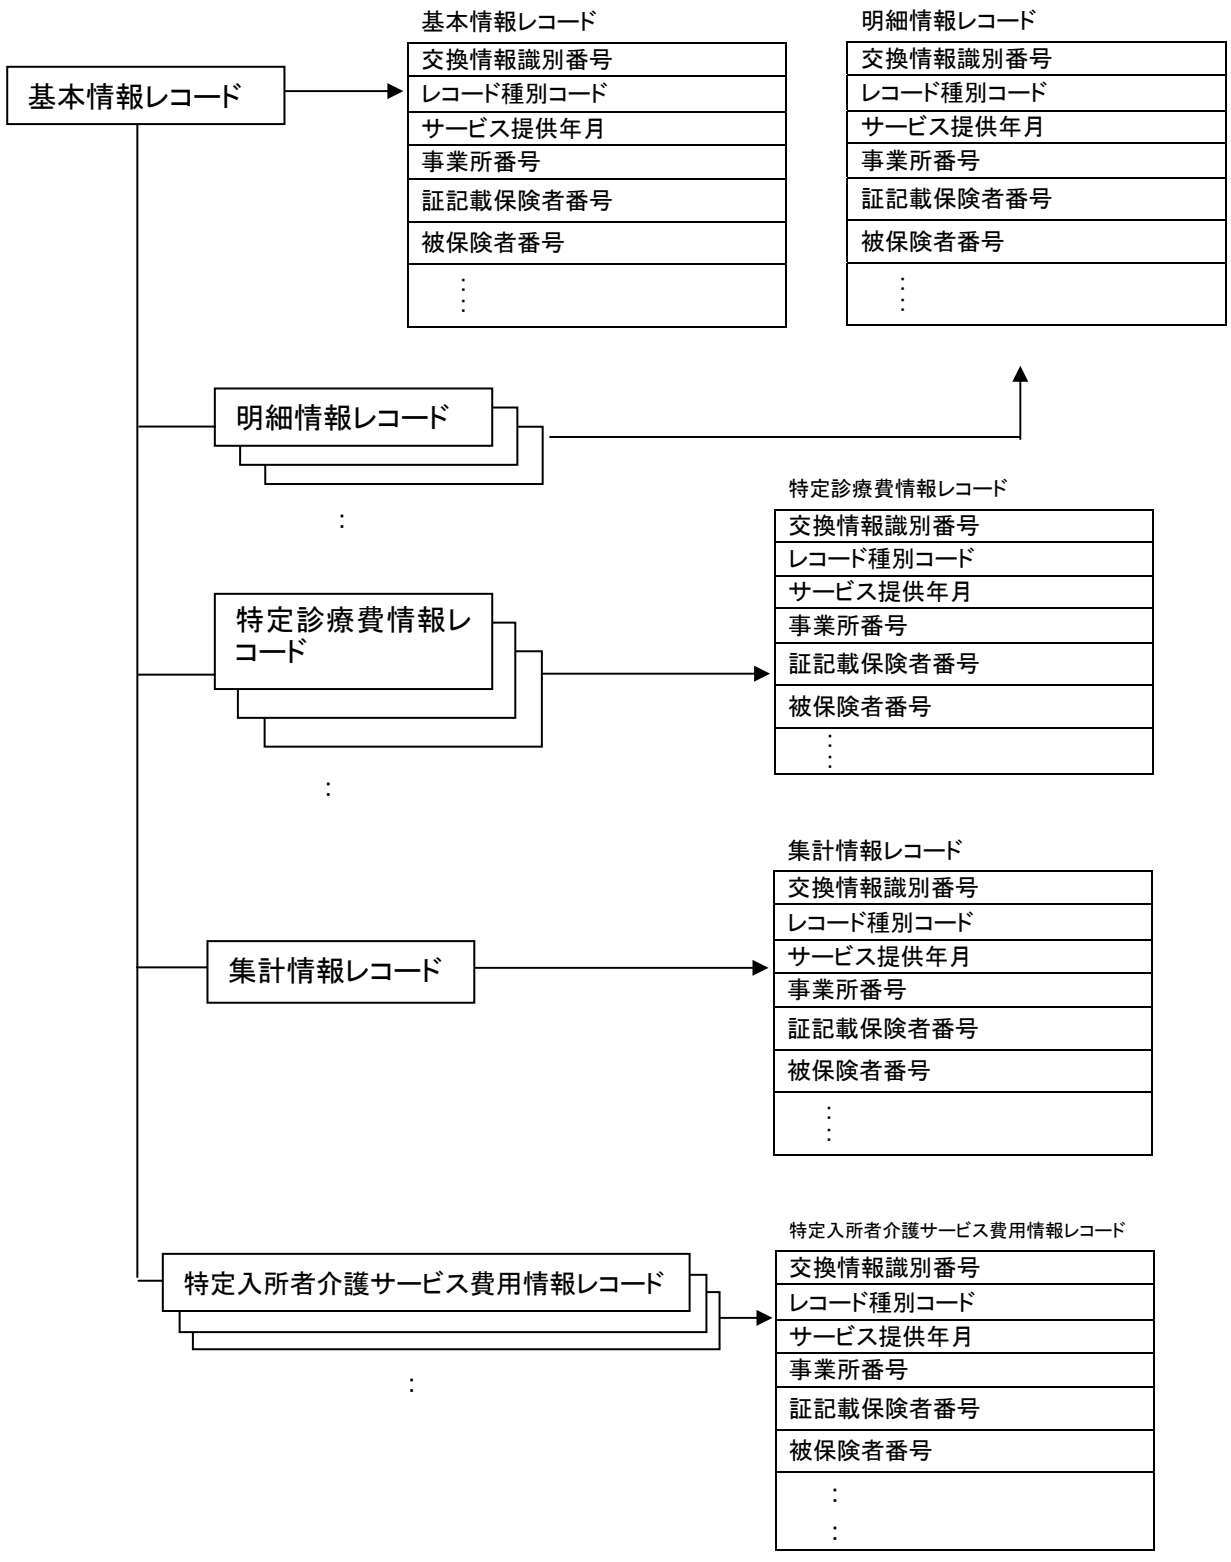 基本情報レコード
基本情報レコード
交換情報識別番号
レコード種別コード
サービス提供年月
事業所番号
証記載保険者番号
被保険者番号
:
:
明細情報レコード
交換情報識別番号
レコード種別コード
サービス提供年月
事業所番号
証記載保険者番号
被保険者番号
:
:
明細情報レコード
:
特定診療費情報レ
コード
:
特定診療費情報レコード
交換情報識別番号
レコード種別コード
サービス提供年月
事業所番号
証記載保険者番号
被保険者番号
:
:
集計情報レコード
集計情報レコード
交換情報識別番号
レコード種別コード
サービス提供年月
事業所番号
証記載保険者番号
被保険者番号
:
:
特定入所者介護サービス費用情報レコード
:
特定入所者介護サービス費用情報レコード
交換情報識別番号
レコード種別コード
サービス提供年月
事業所番号
証記載保険者番号
被保険者番号
:
: